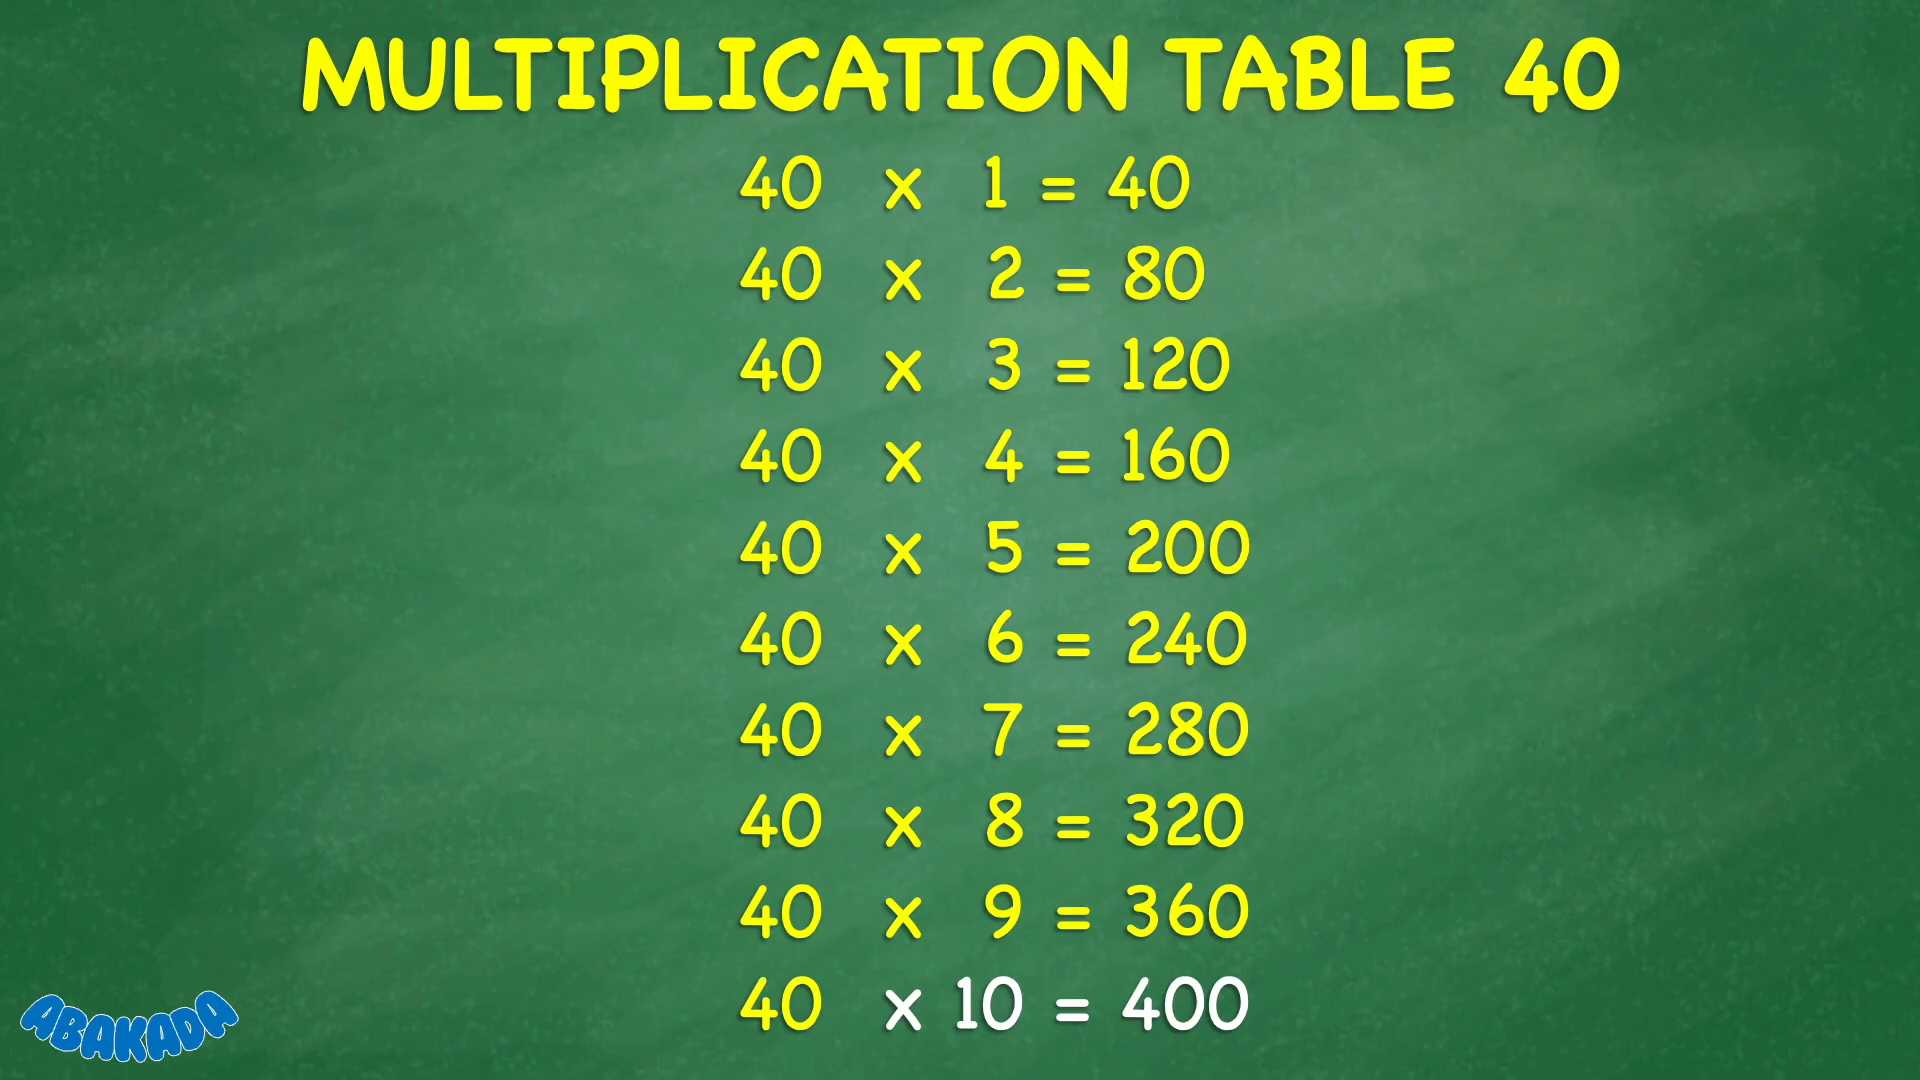 MULTIPLICATION TABLE 40
40 x 1 = 40
40 x 2 = 80
40 x 3 = 120
40 x 4 = 160
40 x 5 = 200
40 x 6 = 240
40 x 7 = 280
40 x 8 = 320
40 x 9 = 360
40 x 10 = 400
ABAKADA